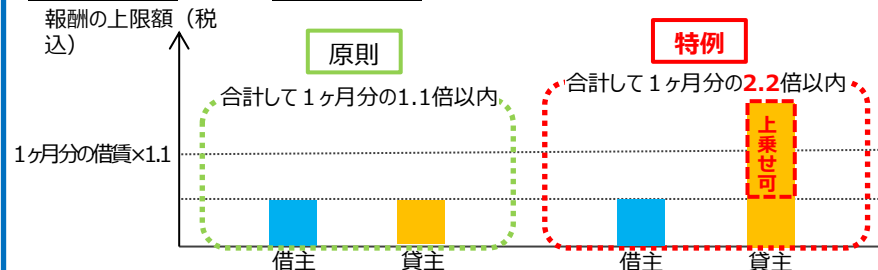 報酬の上限額（税
込）
原則
特例
合計して１ヶ月分の1.1倍以内
合計して１ヶ月分の2.2倍以内
上乗せ可
1ヶ月分の借賃×1.1
借主
貸主
借主
貸主